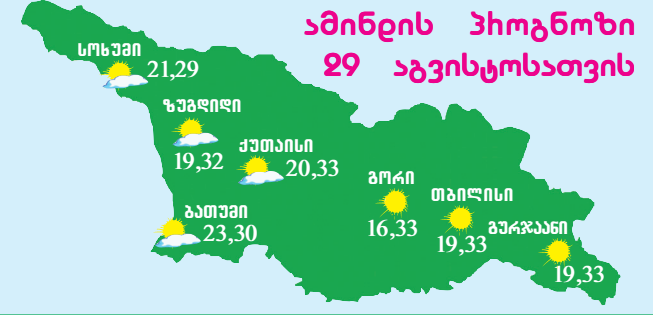 ამინდის პროგნოზი
29 აგვისტოსათვის
სოხუმი
21,29
ზუგდიდი
19,32
ქუთაისი
20,33
გორი
16,33
თბილისი
19,33
ბათუმი
23,30
გურჯაანი
19,33